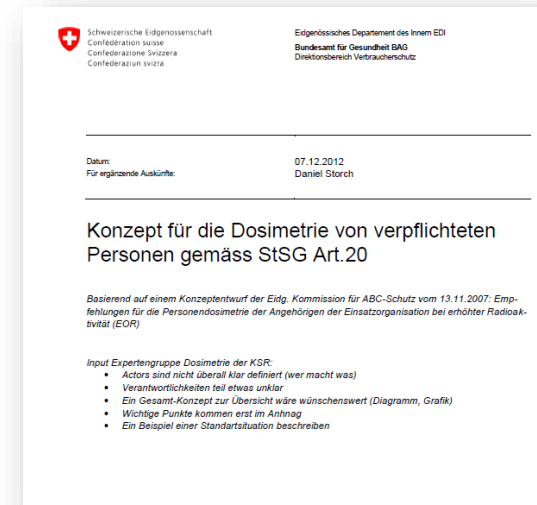 Schweizerische Eidgenossenschaft
Confédération suisse
Confederazione Svizzera
Confederaziun svizra
Eidgenössisches Departement des Innern EDI
Bundesamt für Gesundheit BAG
Direktionsbereich Verbraucherschutz
Datum:
07.12.2012
Für ergänzende Auskünfte:
Daniel Storch
Konzept für die Dosimetrie von verpflichteten
Personen gemäss StSG Art.20
Basierend auf einem Konzeptentwurf der Eidg. Kommission für ABC-Schutz vom 13.11.2007: Emp-
fehlungen für die Personendosimetrie der Angehörigen der Einsatzorganisation bei erhöhter Radioak-
tivität (EOR)
Input Expertengruppe Dosimetrie der KSR:
• Actors sind nicht überall klar definiert (wer macht was)
• Verantwortlichkeiten teil etwas unklar
• Ein Gesamt-Konzept zur Übersicht wäre wünschenswert (Diagramm, Grafik)
• Wichtige Punkte kommen erst im Anhnag
• Ein Beispiel einer Standartsituation beschreiben